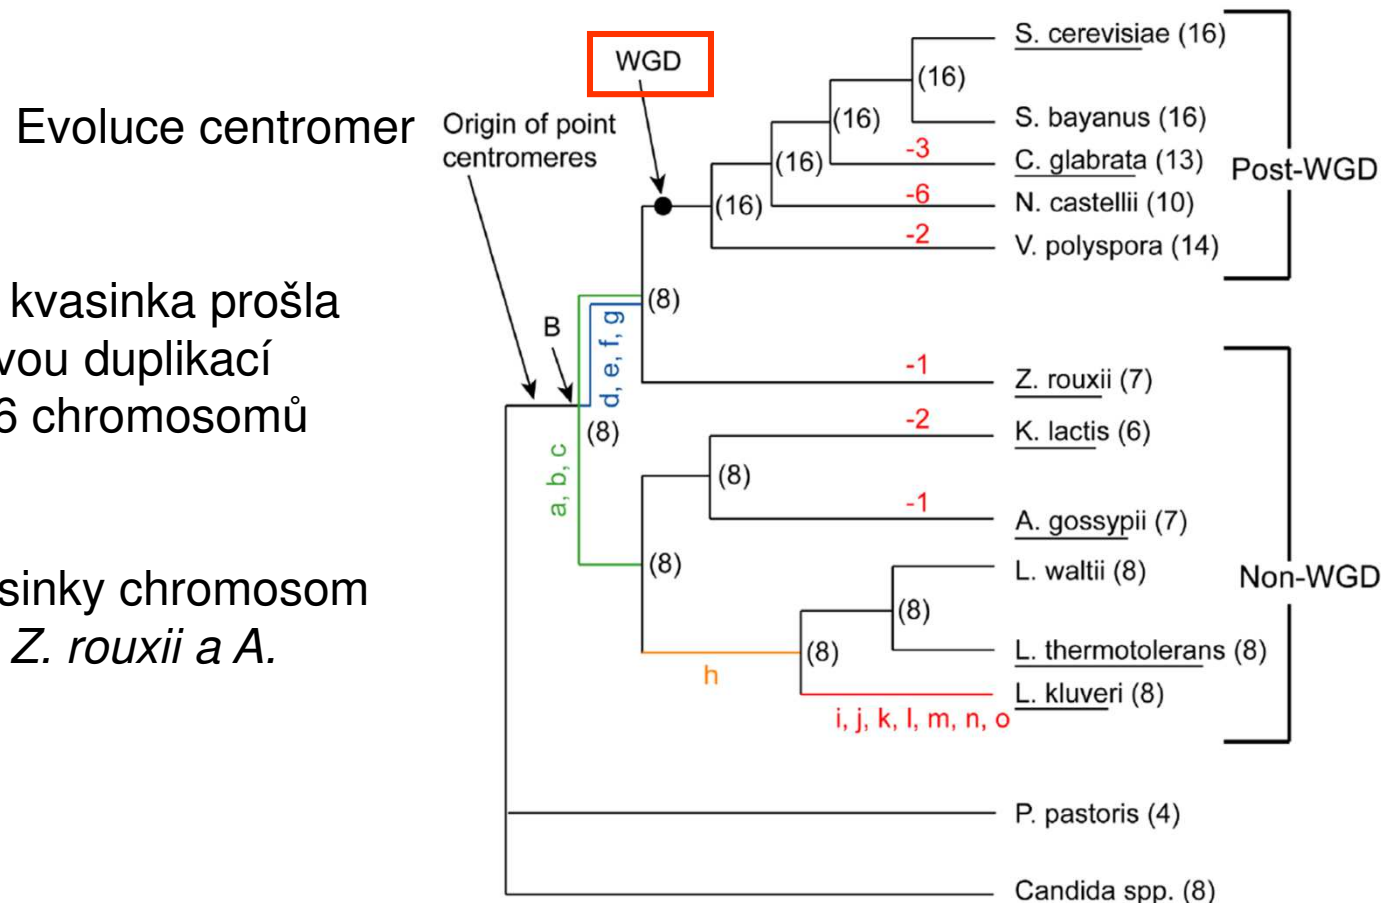 Evoluce centromer
kvasinka prošla
vou duplikací
6 chromosomů
sinky chromosom
Z. rouxii a A.
WGD
Origin of point
centromeres
B
a, b, c
d, e, f, g
(8)
(8)
(8)
(16)
(16)
(16)
(16)
S. cerevisiae (16)
S. bayanus (16)
-3
C. glabrata (13)
-6
N. castellii (10)
-2
V. polyspora (14)
Post-WGD
-1
Z. rouxii (7)
-2
K. lactis (6)
(8)
-1
A. gossypii (7)
L. waltii (8)
(8)
L. thermotolerans (8)
(8)
h
L. kluveri (8)
i, j, k, l, m, n, o
Non-WGD
P. pastoris (4)
Candida spp. (8)